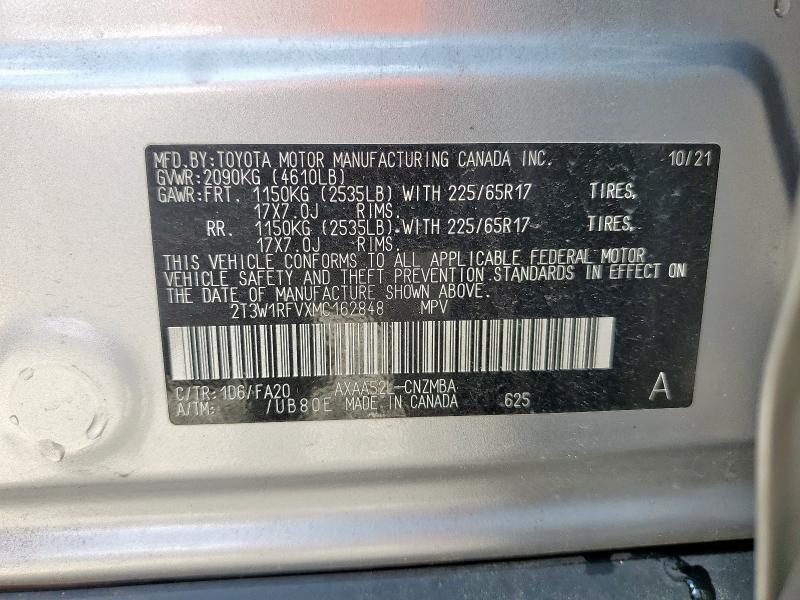 MFD.BY:TOYOTA MOTOR MANUFACTURING CANADA INC. 10/21
GVWR:2090KG (4610LB)
GAWR:FRT. 1150KG (2535LB) WITH 225/65R17 TIRES,
17X7.0J RIMS.
RR. 1150KG (2535LB) WITH 225/65R17 TIRES,
17X7.0J RIMS.
THIS VEHICLE CONFORMS TO ALL APPLICABLE FEDERAL MOTOR
VEHICLE SAFETY AND THEFT PREVENTION STANDARDS IN EFFECT ON
THE DATE OF MANUFACTURE SHOWN ABOVE.
2T3W1RFVXMC162848 MPV
C/TR:1D6/FA20 AXAA52L-CNZMBA A
A/TM: /UB80E MADE IN CANADA 625